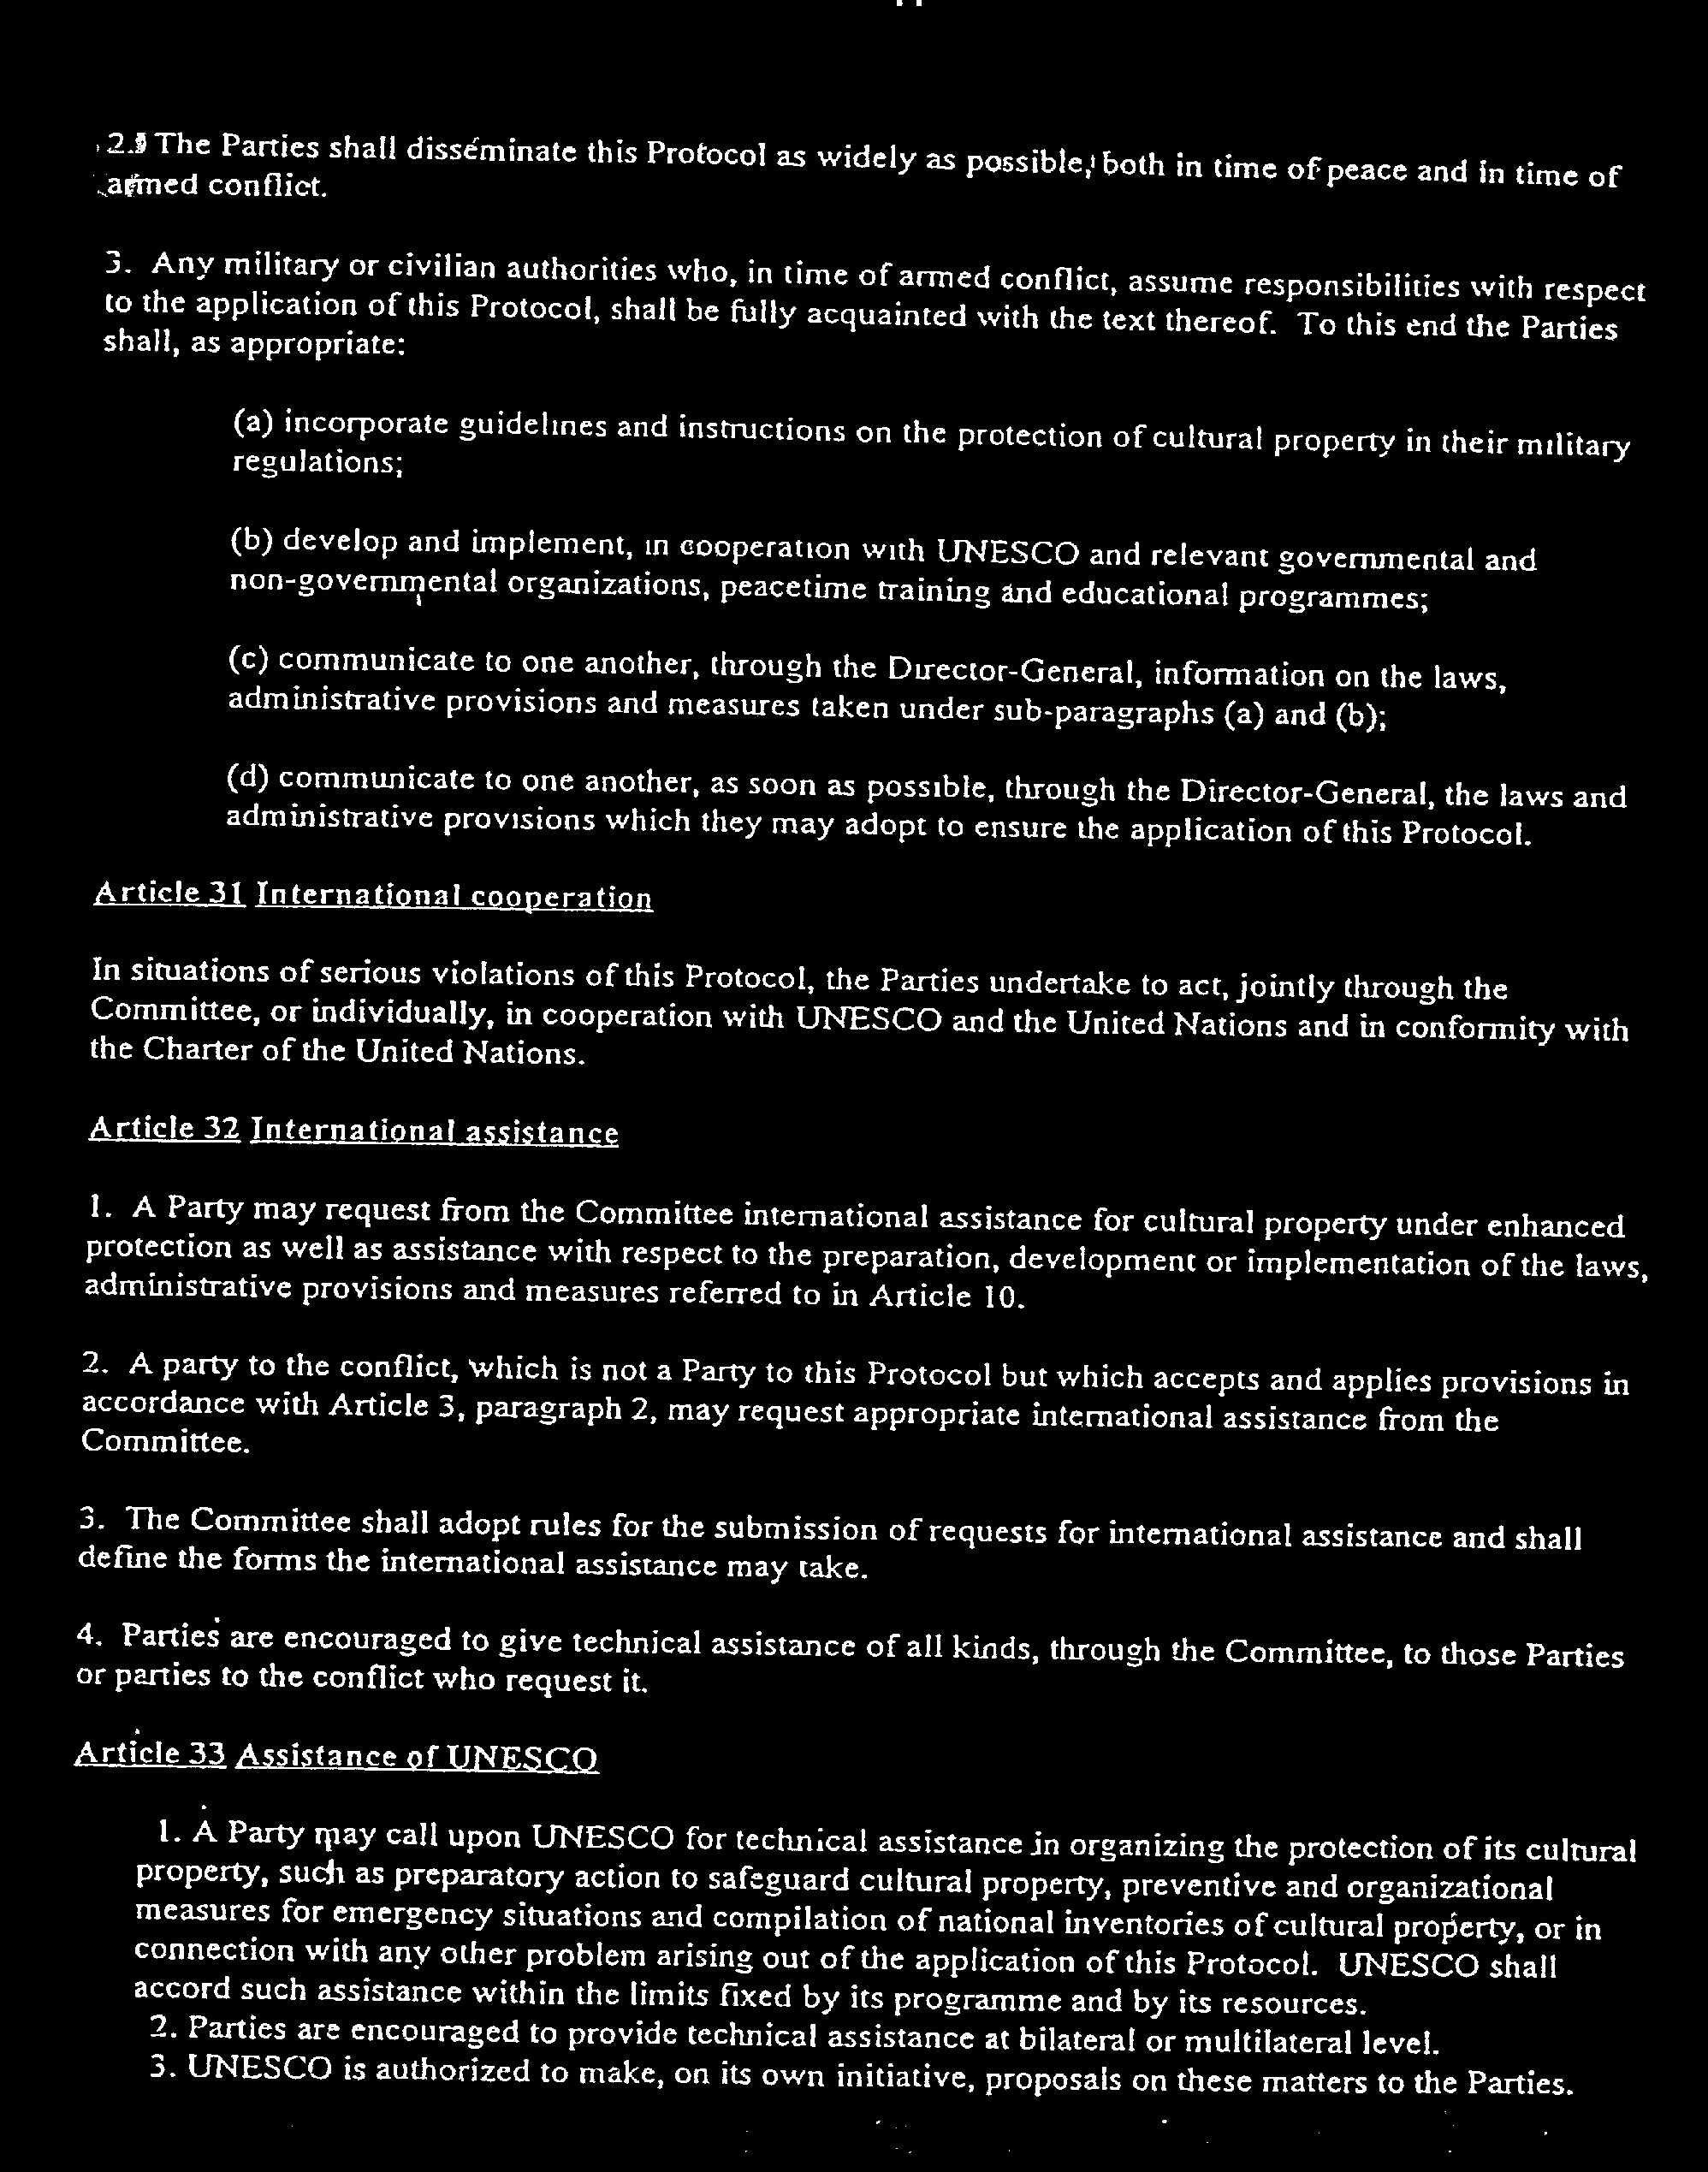 2. The Parties shall disseminate this Protocol as widely as possible, both in time of peace and in time of
armed conflict.
3. Any military or civilian authorities who, in time of armed conflict, assume responsibilities with respect
to the application of this Protocol, shall be fully acquainted with the text thereof. To this end the Parties
shall, as appropriate:
(a) incorporate guidelines and instructions on the protection of cultural property in their military
regulations;
(b) develop and implement, in cooperation with UNESCO and relevant governmental and
non-governmental organizations, peacetime training and educational programmes;
(c) communicate to one another, through the Director-General, information on the laws,
administrative provisions and measures taken under sub-paragraphs (a) and (b);
(d) communicate to one another, as soon as possible, through the Director-General, the laws and
administrative provisions which they may adopt to ensure the application of this Protocol.
Article 31 International cooperation
In situations of serious violations of this Protocol, the Parties undertake to act, jointly through the
Committee, or individually, in cooperation with UNESCO and the United Nations and in conformity with
the Charter of the United Nations.
Article 32 International assistance
1. A Party may request from the Committee international assistance for cultural property under enhanced
protection as well as assistance with respect to the preparation, development or implementation of the laws,
administrative provisions and measures referred to in Article 10.
2. A party to the conflict, which is not a Party to this Protocol but which accepts and applies provisions in
accordance with Article 3, paragraph 2, may request appropriate international assistance from the
Committee.
3. The Committee shall adopt rules for the submission of requests for international assistance and shall
define the forms the international assistance may take.
4. Parties are encouraged to give technical assistance of all kinds, through the Committee, to those Parties
or parties to the conflict who request it.
Article 33 Assistance of UNESCO
1. A Party may call upon UNESCO for technical assistance in organizing the protection of its cultural
property, such as preparatory action to safeguard cultural property, preventive and organizational
measures for emergency situations and compilation of national inventories of cultural property, or in
connection with any other problem arising out of the application of this Protocol. UNESCO shall
accord such assistance within the limits fixed by its programme and by its resources.
2. Parties are encouraged to provide technical assistance at bilateral or multilateral level.
3. UNESCO is authorized to make, on its own initiative, proposals on these matters to the Parties.